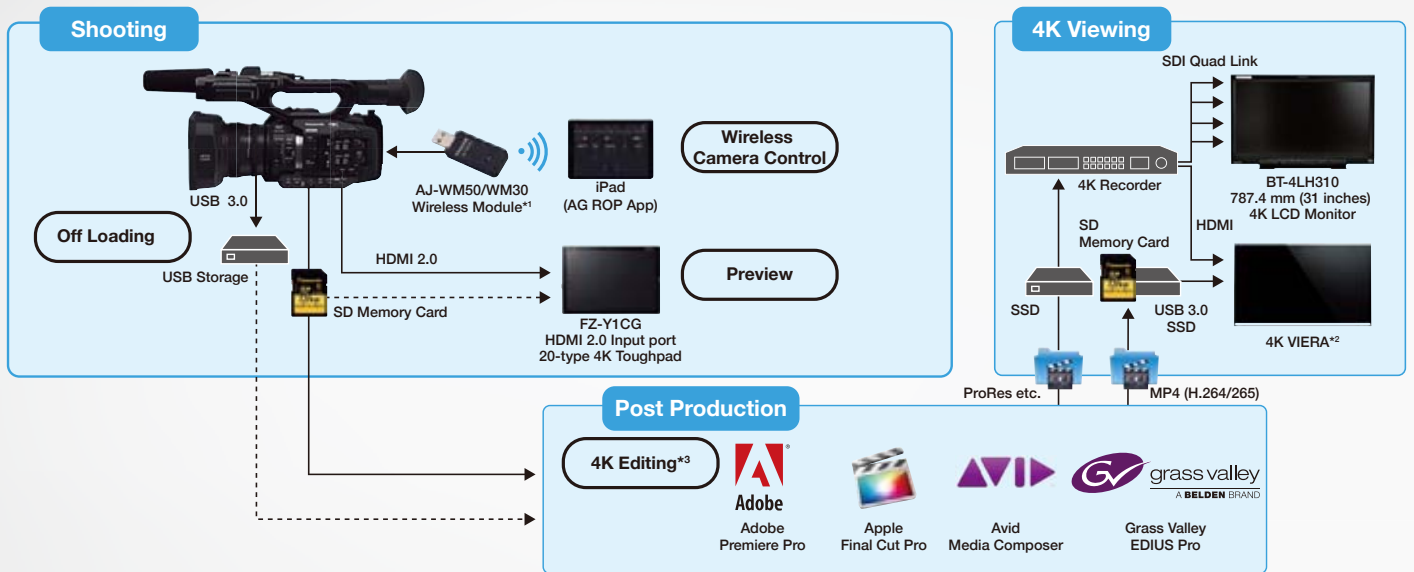 Shooting
Wireless
Camera Control
AJ-WM50/WM30
Wireless Module*1
iPad
(AG ROP App)
USB 3.0
Off Loading
USB Storage
HDMI 2.0
Preview
SD Memory Card
FZ-Y1CG
HDMI 2.0 Input port
20-type 4K Toughpad
4K Viewing
SDI Quad Link
4K Recorder
BT-4LH310
787.4 mm (31 inches)
4K LCD Monitor
HDMI
SD
Memory Card
SSD
USB 3.0
SSD
4K VIERA*2
ProRes etc.
MP4 (H.264/265)
Post Production
4K Editing*3
Adobe
®
Adobe
Premiere Pro
Apple
Final Cut Pro
AVID
Avid
Media Composer
GV grass valley
A BELDEN BRAND
Grass Valley
EDIUS Pro